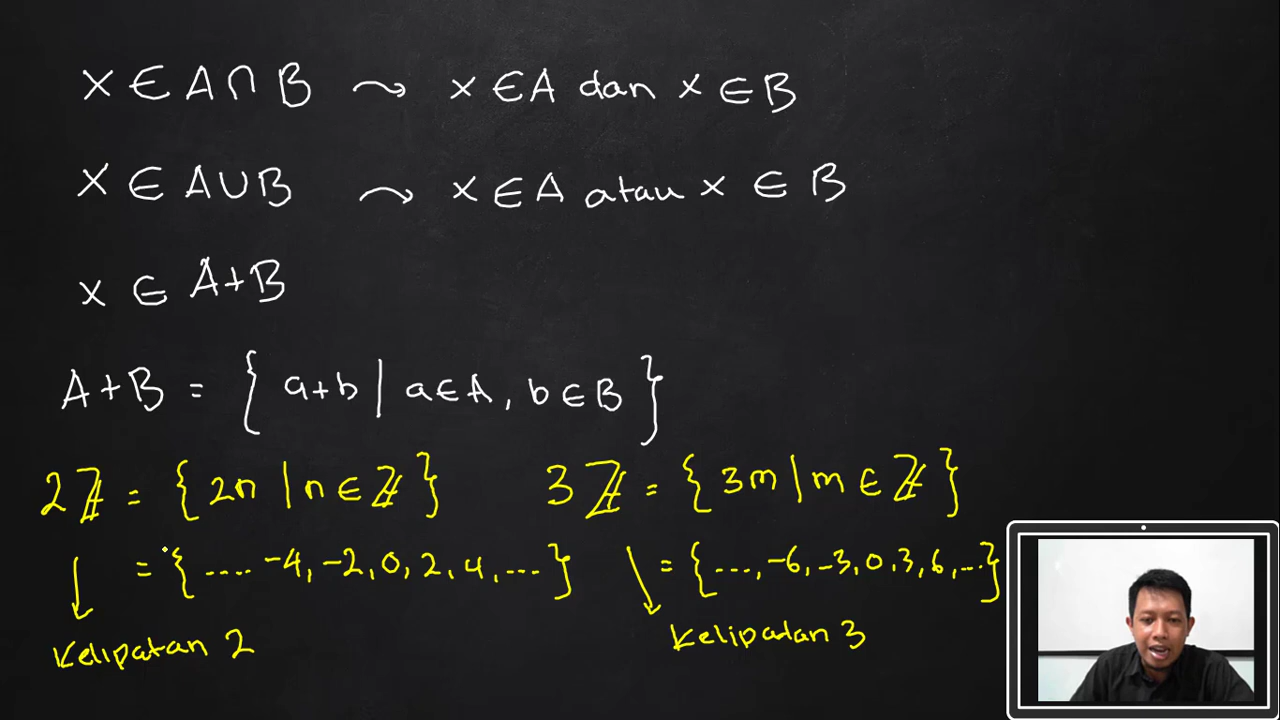 x ∈ A ∩ B ⇝ x ∈ A dan x ∈ B
x ∈ A ∪ B ⇝ x ∈ A atau x ∈ B
x ∈ A+B
A+B = { a+b | a ∈ A, b ∈ B }
2ℤ = { 2n | n ∈ ℤ } 3ℤ = { 3m | m ∈ ℤ }
↓ = { .... -4, -2, 0, 2, 4, ... } ↘ = { ..., -6, -3, 0, 3, 6, ... }
Kelipatan 2 Kelipatan 3